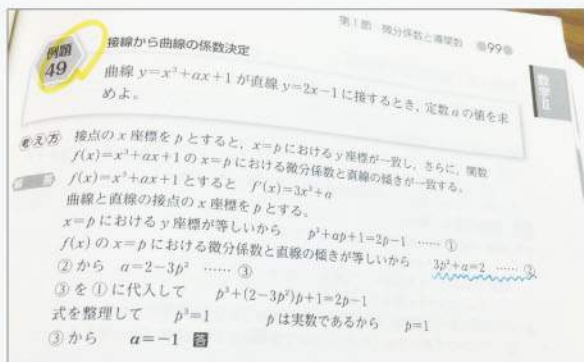 第1節 微分係数と導関数 99
例題
49
接線から曲線の係数決定
曲線 y=x³+ax+1 が直線 y=2x−1 に接するとき,定数 a の値を求
めよ。
数学Ⅱ
考え方 接点の x 座標を p とすると,x=p における y 座標が一致し,さらに,関数
f(x)=x³+ax+1 の x=p における微分係数と直線の傾きが一致する。
f(x)=x³+ax+1 とすると f′(x)=3x²+a
曲線と直線の接点の x 座標を p とする。
x=p における y 座標が等しいから p³+ap+1=2p−1 …… ①
f(x) の x=p における微分係数と直線の傾きが等しいから 3p²+a=2 …… ②
②から a=2−3p² …… ③
③を①に代入して p³+(2−3p²)p+1=2p−1
式を整理して p³=1 p は実数であるから p=1
③から a=−1 答